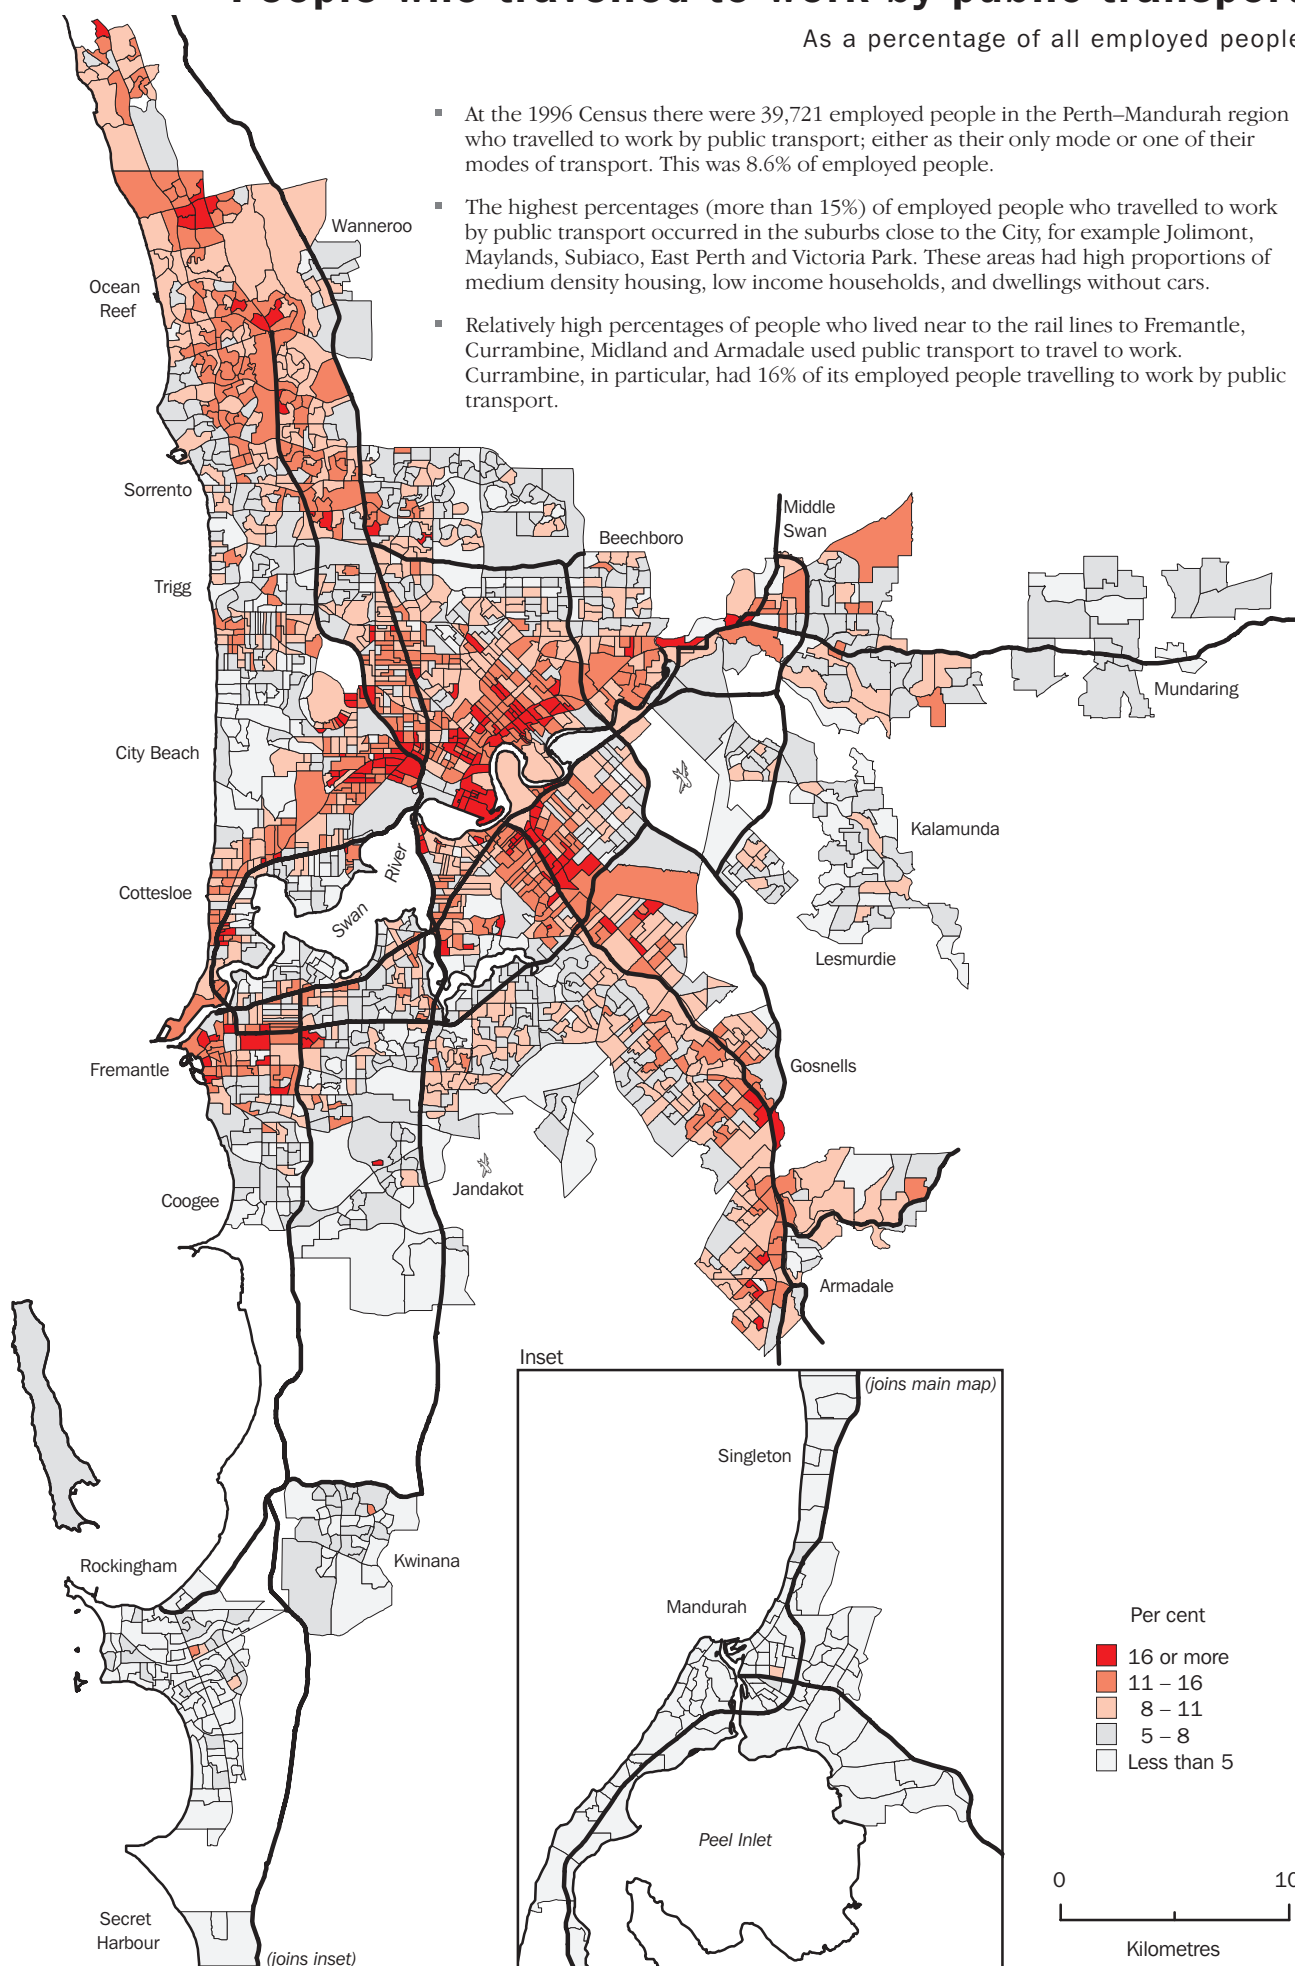 People who travelled to work by public transport
As a percentage of all employed people
▪ At the 1996 Census there were 39,721 employed people in the Perth–Mandurah region
who travelled to work by public transport; either as their only mode or one of their
modes of transport. This was 8.6% of employed people.
▪ The highest percentages (more than 15%) of employed people who travelled to work
by public transport occurred in the suburbs close to the City, for example Jolimont,
Maylands, Subiaco, East Perth and Victoria Park. These areas had high proportions of
medium density housing, low income households, and dwellings without cars.
▪ Relatively high percentages of people who lived near to the rail lines to Fremantle,
Currambine, Midland and Armadale used public transport to travel to work.
Currambine, in particular, had 16% of its employed people travelling to work by public
transport.
Wanneroo
Ocean
Reef
Sorrento
Middle
Swan
Beechboro
Trigg
Mundaring
City Beach
Kalamunda
River
Cottesloe
Swan
Lesmurdie
Gosnells
Fremantle
Jandakot
Coogee
Armadale
Inset
(joins main map)
Singleton
Kwinana
Rockingham
Mandurah
Per cent
16 or more
11 – 16
8 – 11
5 – 8
Less than 5
Peel Inlet
0
10
Secret
Harbour
Kilometres
(joins inset)